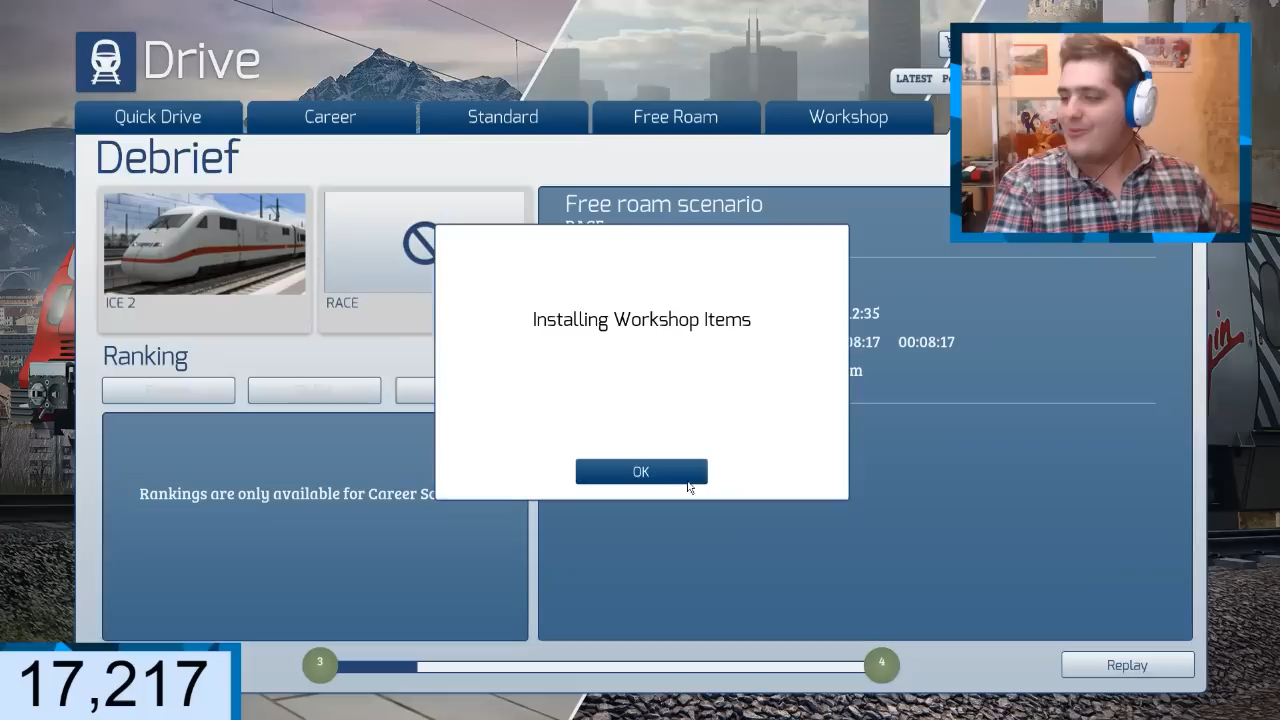 Drive
LATEST
Quick Drive
Career
Standard
Free Roam
Workshop
Debrief
Free roam scenario
ICE 2
RACE
Installing Workshop Items
OK
2:35
08:17 00:08:17
m
Ranking
Rankings are only available for Career
3
4
Replay
17,217